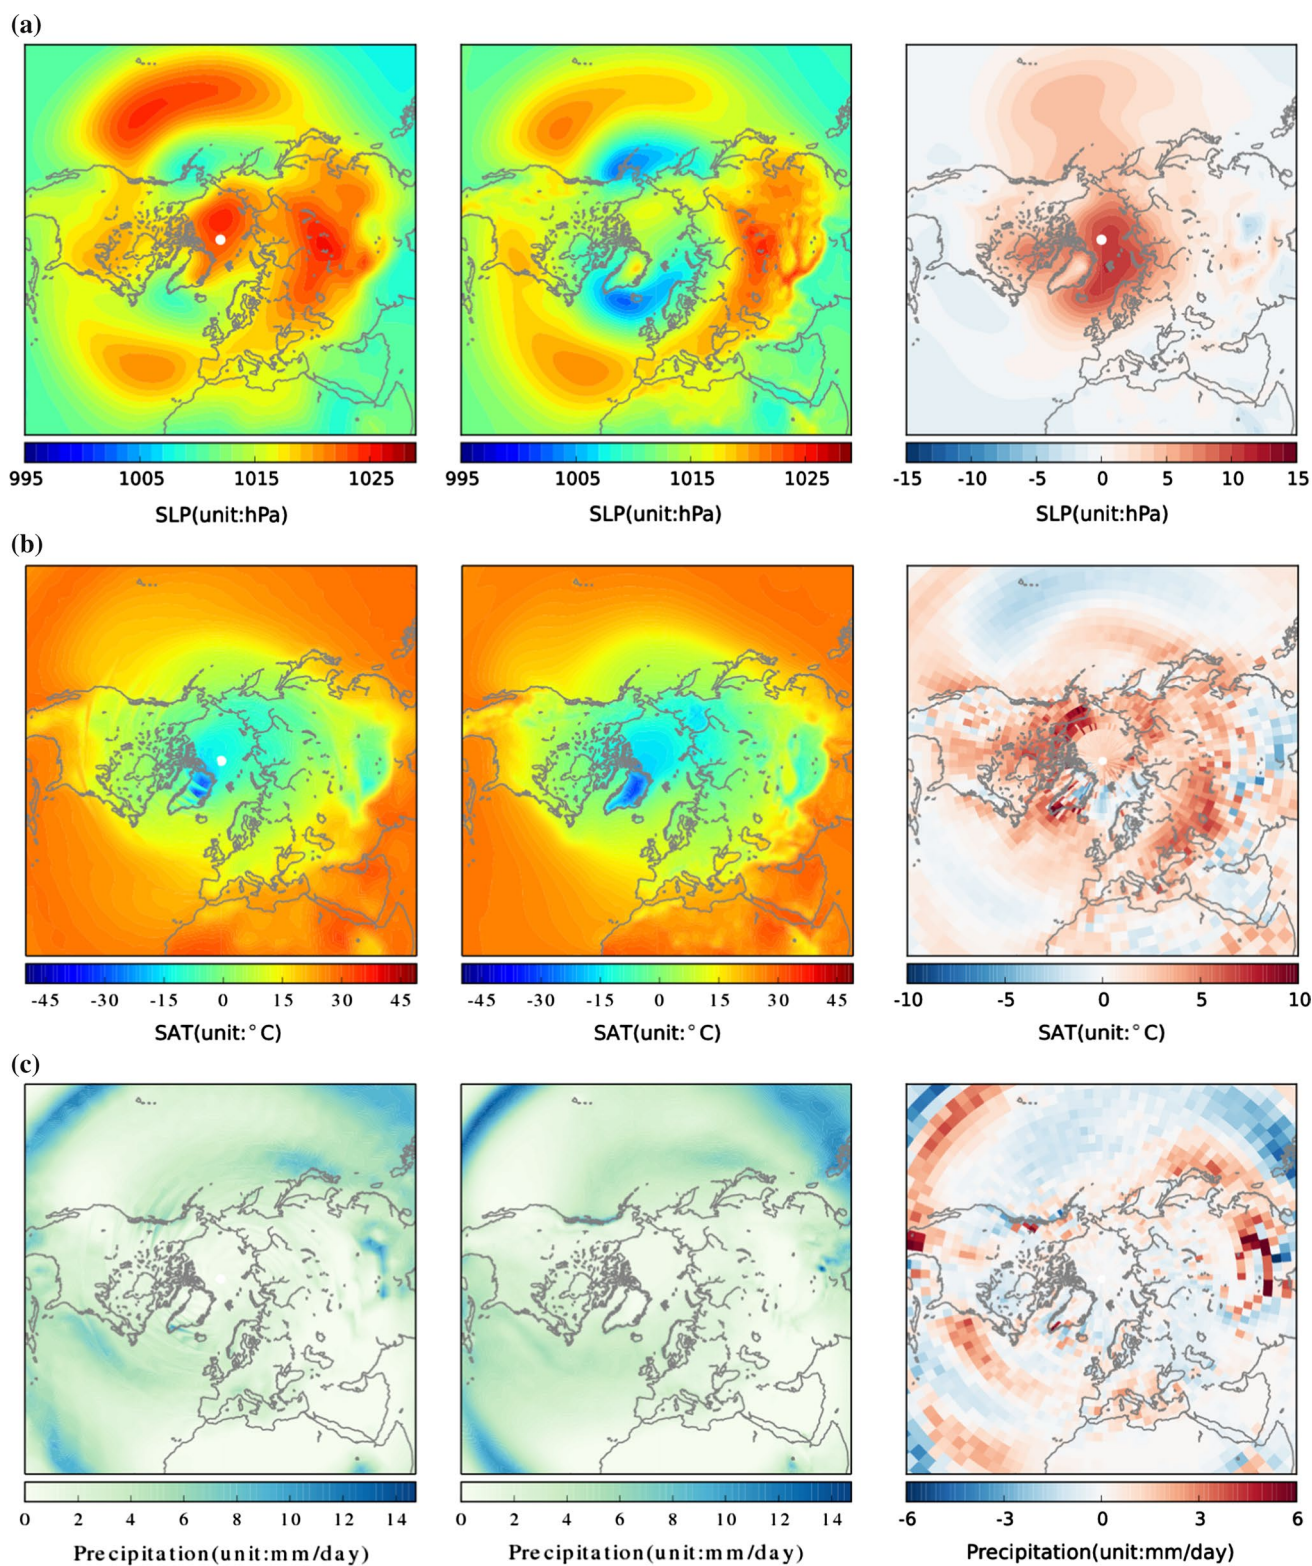 (a)
995 1005 1015 1025 995 1005 1015 1025 -15 -10 -5 0 5 10 15
SLP(unit:hPa) SLP(unit:hPa) SLP(unit:hPa)
(b)
-45 -30 -15 0 15 30 45 -45 -30 -15 0 15 30 45 -10 -5 0 5 10
SAT(unit:°C) SAT(unit:°C) SAT(unit:°C)
(c)
0 2 4 6 8 10 12 14 0 2 4 6 8 10 12 14 -6 -3 0 3 6
Precipitation(unit:mm/day) Precipitation(unit:mm/day) Precipitation(unit:mm/day)